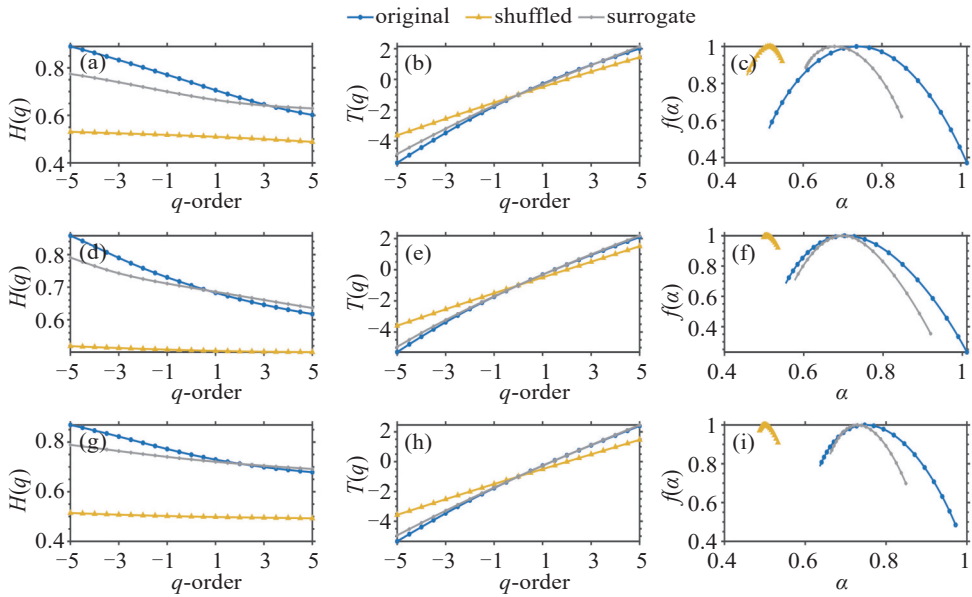 original shuffled surrogate
(a)
H(q)
0.8
0.6
0.4
−5 −3 −1 1 3 5
q-order
(b)
T(q)
2
0
−2
−4
−5 −3 −1 1 3 5
q-order
(c)
f(α)
1
0.8
0.6
0.4
0.4 0.6 0.8 1
α
(d)
H(q)
0.8
0.7
0.6
−5 −3 −1 1 3 5
q-order
(e)
T(q)
2
0
−2
−4
−5 −3 −1 1 3 5
q-order
(f)
f(α)
1
0.8
0.6
0.4
0.4 0.6 0.8 1
α
(g)
H(q)
0.8
0.6
0.4
−5 −3 −1 1 3 5
q-order
(h)
T(q)
2
0
−2
−4
−5 −3 −1 1 3 5
q-order
(i)
f(α)
1
0.8
0.6
0.4
0.4 0.6 0.8 1
α